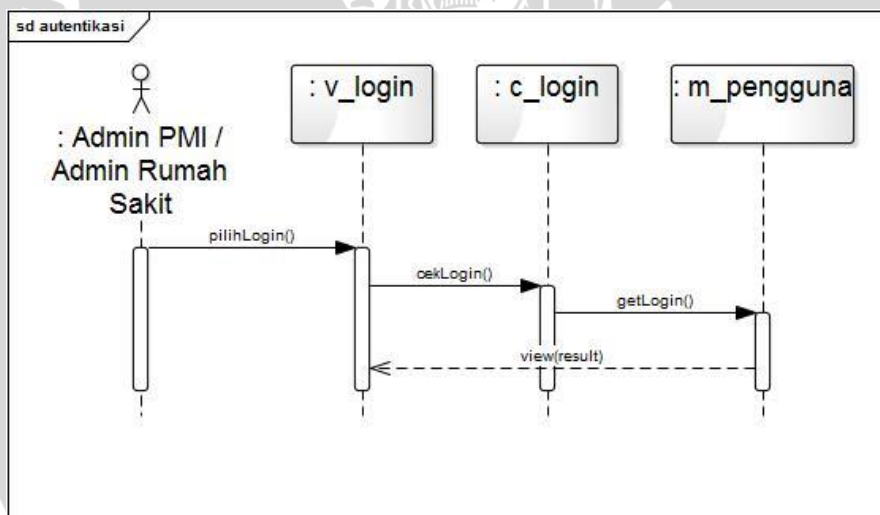 sd autentikasi
: Admin PMI /
Admin Rumah
Sakit
: v_login
: c_login
: m_pengguna
pilihLogin()
cekLogin()
getLogin()
view(result)